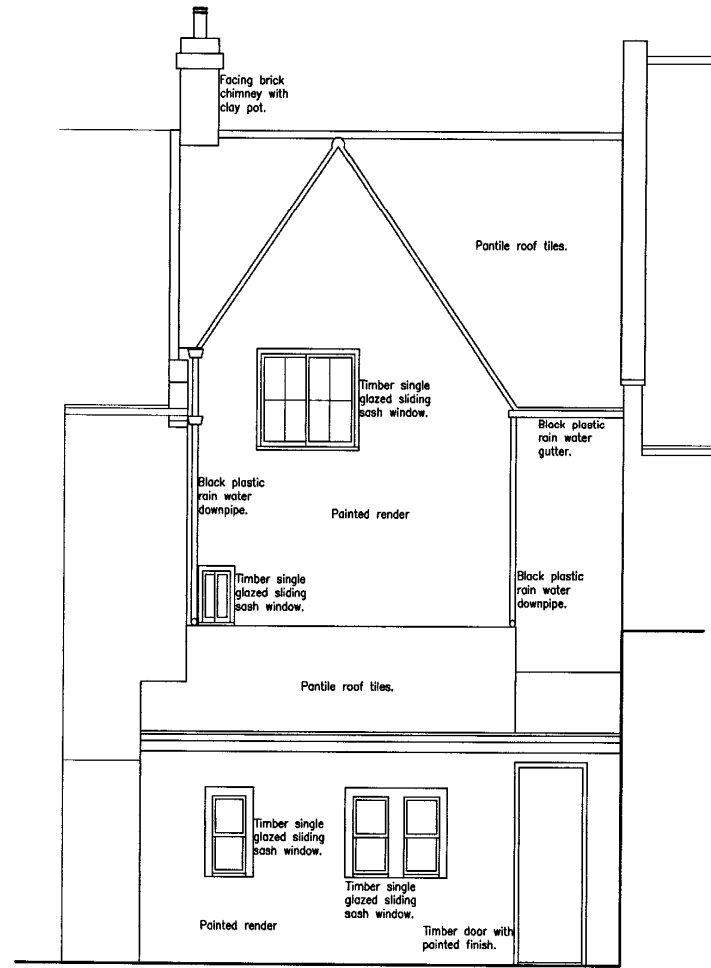 Facing brick
chimney with
clay pot.
Pantile roof tiles.
Timber single
glazed sliding
sash window.
Black plastic
rain water
gutter.
Black plastic
rain water
downpipe.
Painted render
Timber single
glazed sliding
sash window.
Black plastic
rain water
downpipe.
Pantile roof tiles.
Timber single
glazed sliding
sash window.
Timber single
glazed sliding
sash window.
Painted render
Timber door with
painted finish.